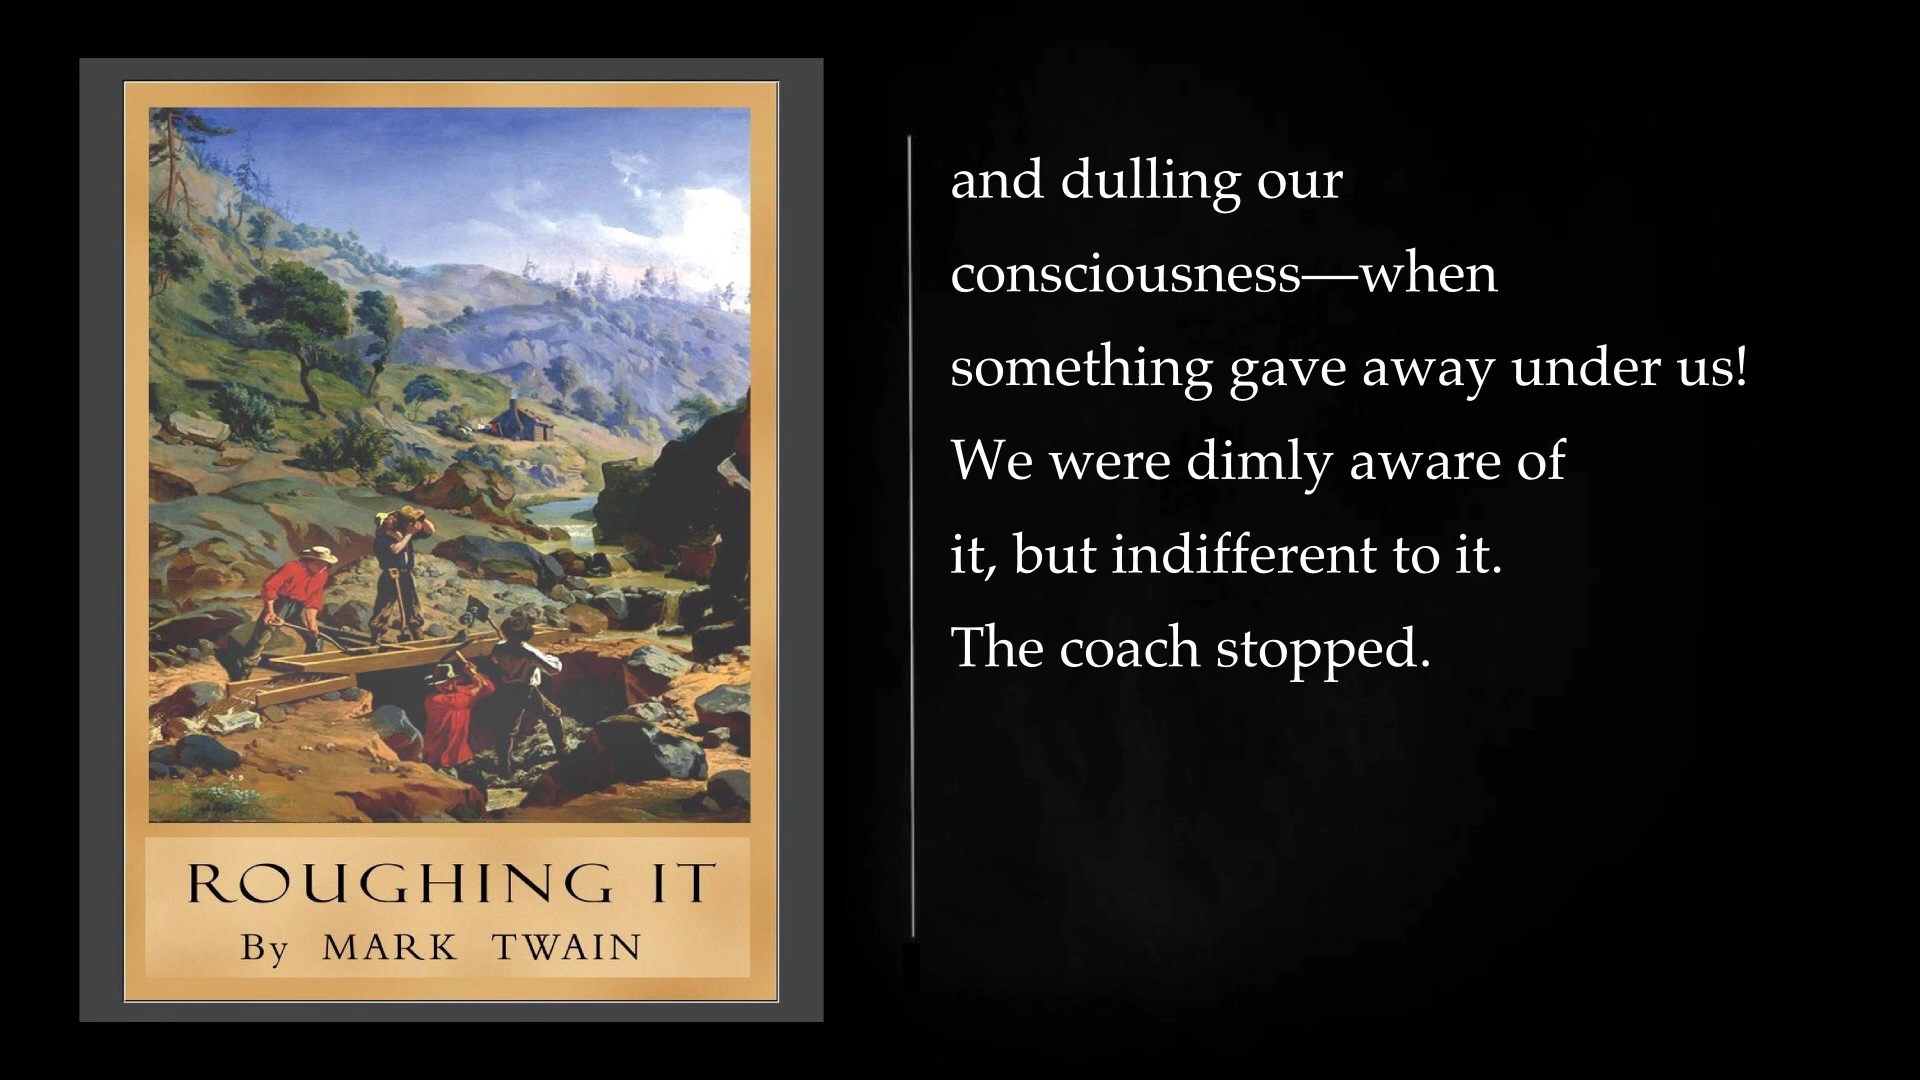 ROUGHING IT
By MARK TWAIN
and dulling our
consciousness—when
something gave away under us!
We were dimly aware of
it, but indifferent to it.
The coach stopped.